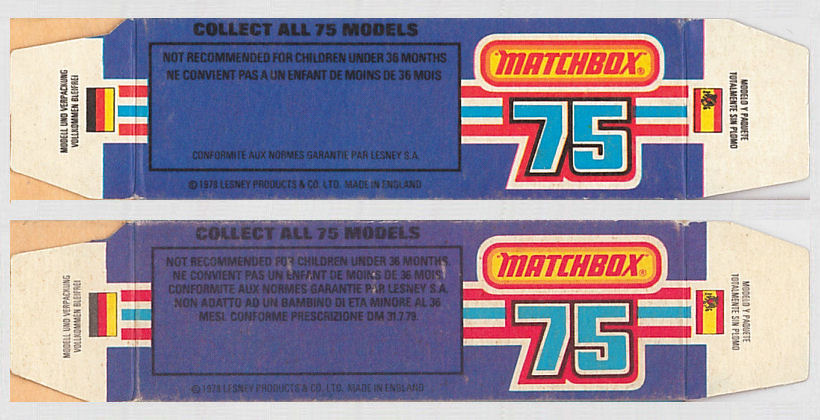 COLLECT ALL 75 MODELS
NOT RECOMMENDED FOR CHILDREN UNDER 36 MONTHS
NE CONVIENT PAS A UN ENFANT DE MOINS DE 36 MOIS
CONFORMITE AUX NORMES GARANTIE PAR LESNEY S.A.
© 1978 LESNEY PRODUCTS & CO. LTD. MADE IN ENGLAND
MODELL UND VERPACKUNG
VOLLKOMMEN BLEIFREI
"MATCHBOX"®
75
MODELO Y PAQUETE
TOTALMENTE SIN PLOMO
COLLECT ALL 75 MODELS
NOT RECOMMENDED FOR CHILDREN UNDER 36 MONTHS.
NE CONVIENT PAS UN ENFANT DE MOINS DE 36 MOIS
CONFORMITE AUX NORMES GARANTIE PAR LESNEY S.A.
NON ADATTO AD UN BAMBINO DI ETA MINORE AL 36
MESI. CONFORME PRESCRIZIONE DM 31.7.79.
© 1978 LESNEY PRODUCTS & CO. LTD. MADE IN ENGLAND
MODELL UND VERPACKUNG
VOLLKOMMEN BLEIFREI
"MATCHBOX"®
75
MODELO Y PAQUETE
TOTALMENTE SIN PLOMO